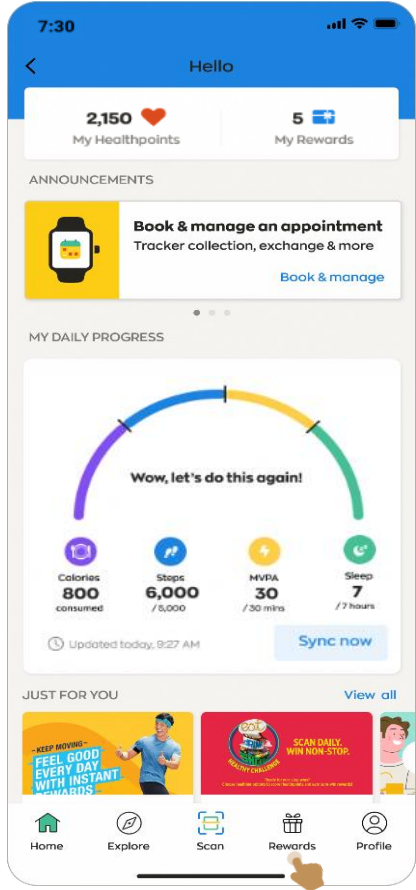 7:30
Hello
2,150
My Healthpoints
5
My Rewards
ANNOUNCEMENTS
Book & manage an appointment
Tracker collection, exchange & more
Book & manage
MY DAILY PROGRESS
Wow, let's do this again!
Calories
800
consumed
Steps
6,000
/5,000
MVPA
30
/30 mins
Sleep
7
/7 hours
Updated today, 9:27 AM
Sync now
JUST FOR YOU
View all
- KEEP MOVING -
FEEL GOOD
EVERY DAY
WITH INSTANT
REWARDS
eat
HEALTHY CHALLENGE
SCAN DAILY.
WIN NON-STOP.
Home
Explore
Scan
Rewards
Profile